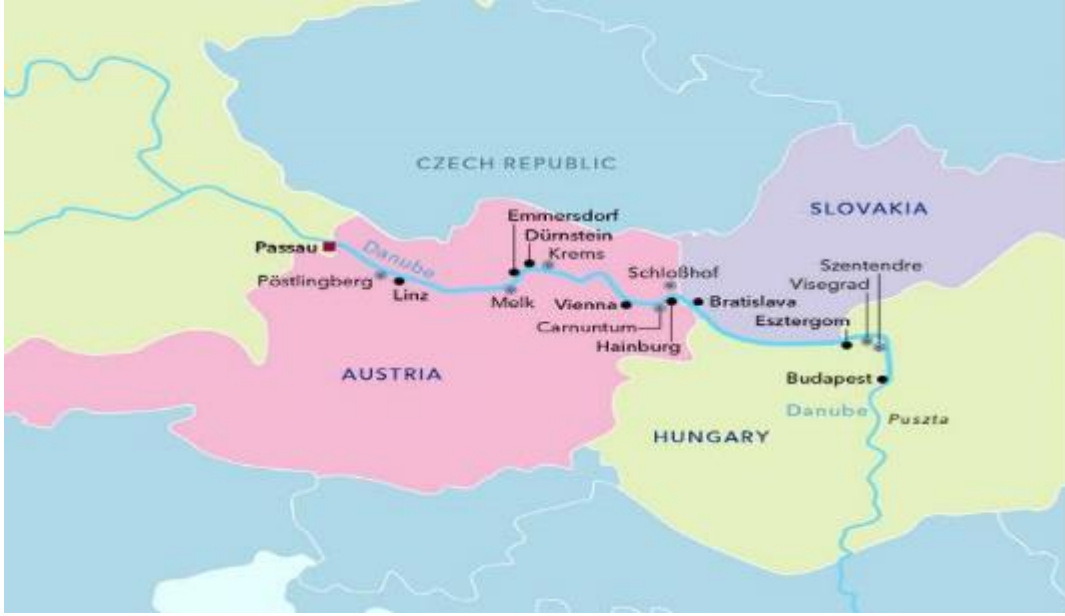 CZECH REPUBLIC
SLOVAKIA
Emmersdorf
Dürnstein
Krems
Passau
Danube
Pöstlingberg
Linz
Melk
Vienna
Schloßhof
Carnuntum
Hainburg
Bratislava
Szentendre
Visegrad
Esztergom
AUSTRIA
Budapest
Danube
Puszta
HUNGARY